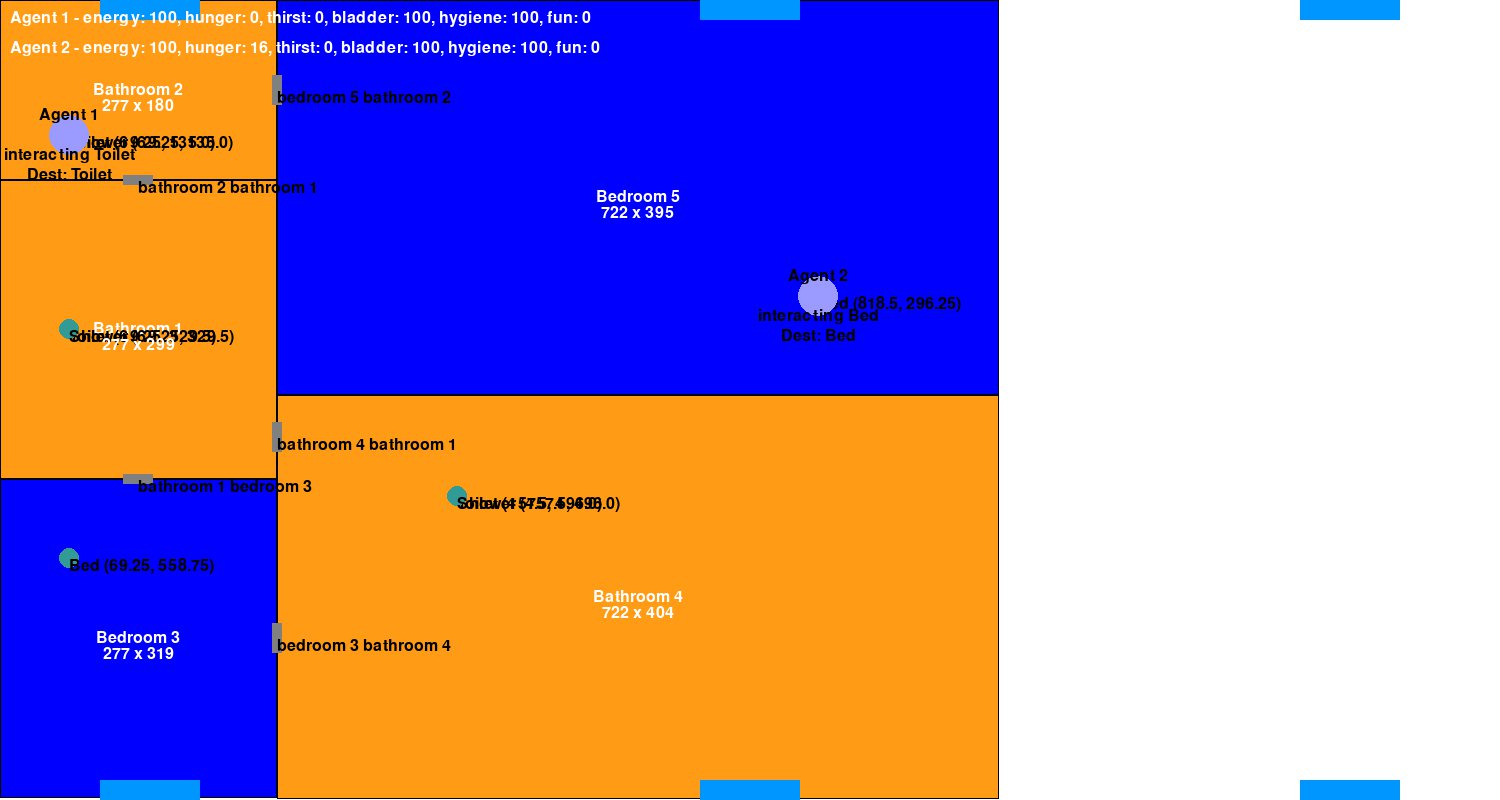 Agent 1 - energy: 100, hunger: 0, thirst: 0, bladder: 100, hygiene: 100, fun: 0
Agent 2 - energy: 100, hunger: 16, thirst: 0, bladder: 100, hygiene: 100, fun: 0
Bathroom 2
277 x 180
bedroom 5 bathroom 2
Agent 1
interacting Toilet
Dest: Toilet
bathroom 2 bathroom 1
Bedroom 5
722 x 395
Agent 2
(818.5, 296.25)
interacting Bed
Dest: Bed
Bathroom 1
277 x 299
bathroom 4 bathroom 1
bathroom 1 bedroom 3
Bed (69.25, 558.75)
Bathroom 4
722 x 404
Bedroom 3
277 x 319
bedroom 3 bathroom 4